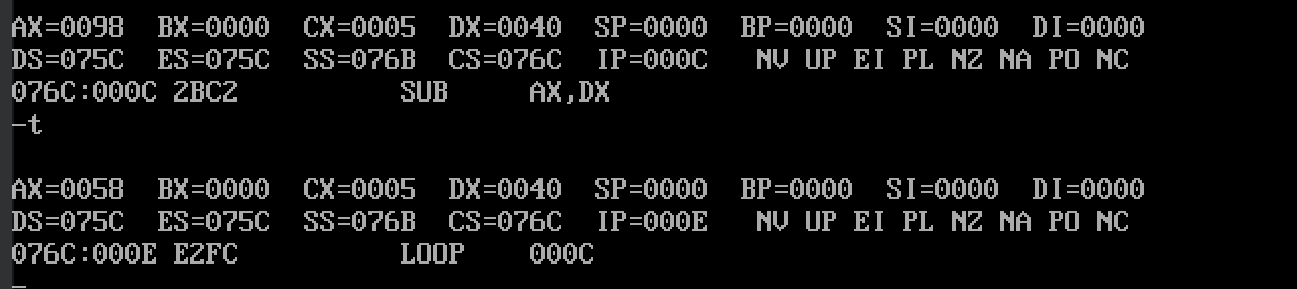 AX=0098  BX=0000  CX=0005  DX=0040  SP=0000  BP=0000  SI=0000  DI=0000
DS=075C  ES=075C  SS=076B  CS=076C  IP=000C   NV UP EI PL NZ NA PO NC
076C:000C 2BC2          SUB     AX,DX
-t
AX=0058  BX=0000  CX=0005  DX=0040  SP=0000  BP=0000  SI=0000  DI=0000
DS=075C  ES=075C  SS=076B  CS=076C  IP=000E   NV UP EI PL NZ NA PO NC
076C:000E E2FC          LOOP    000C